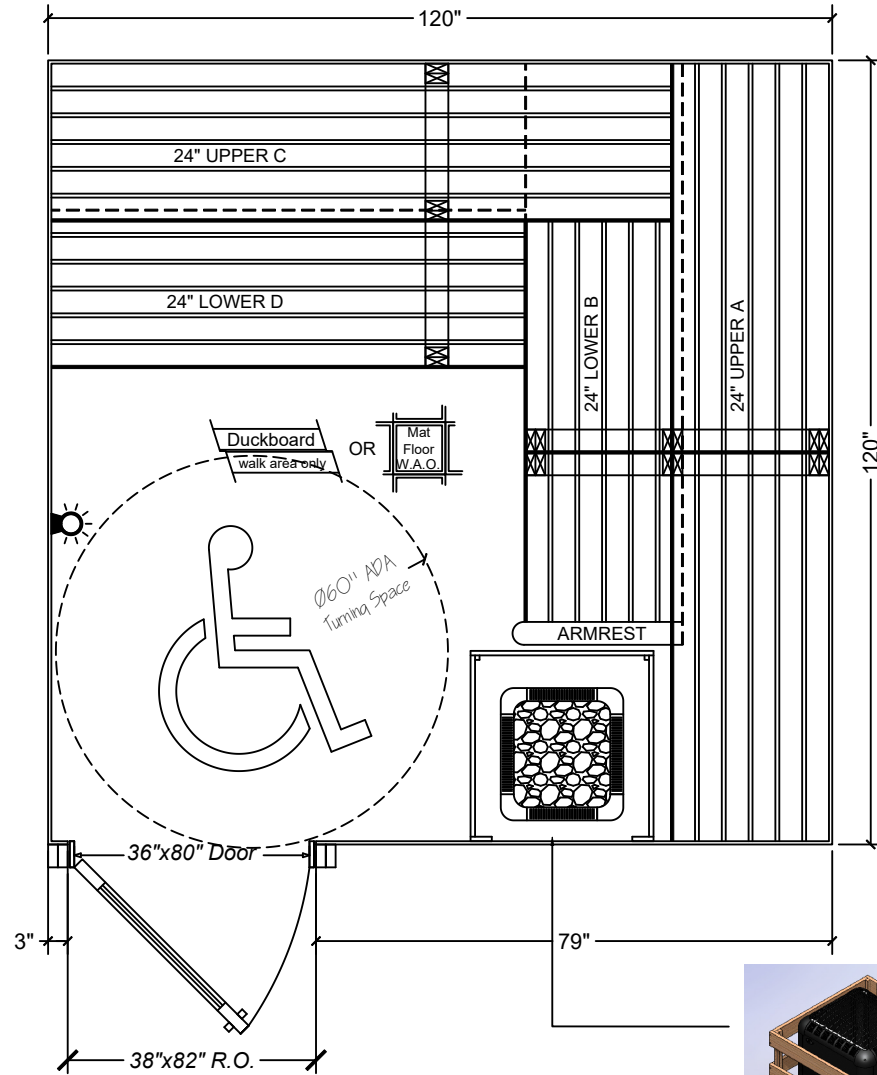 120"
24" UPPER C
24" LOWER D
24" LOWER B
24" UPPER A
120"
Duckboard
walk area only
OR
Mat
Floor
W.A.O.
Ø60" ADA
Turning Space
ARMREST
36"x80" Door
3"
79"
38"x82" R.O.